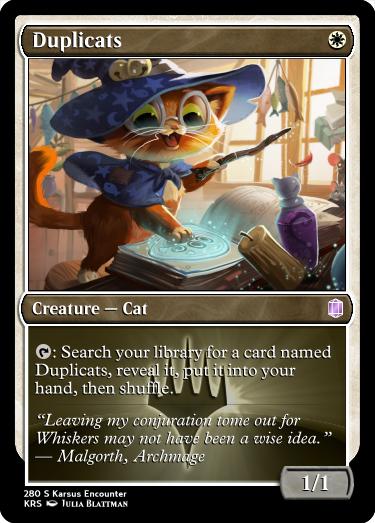 Duplicats
Creature — Cat
: Search your library for a card named
Duplicats, reveal it, put it into your
hand, then shuffle.
“Leaving my conjuration tome out for
Whiskers may not have been a wise idea.”
— Malgorth, Archmage
1/1
280 S Karsus Encounter
KRS Julia Blattman